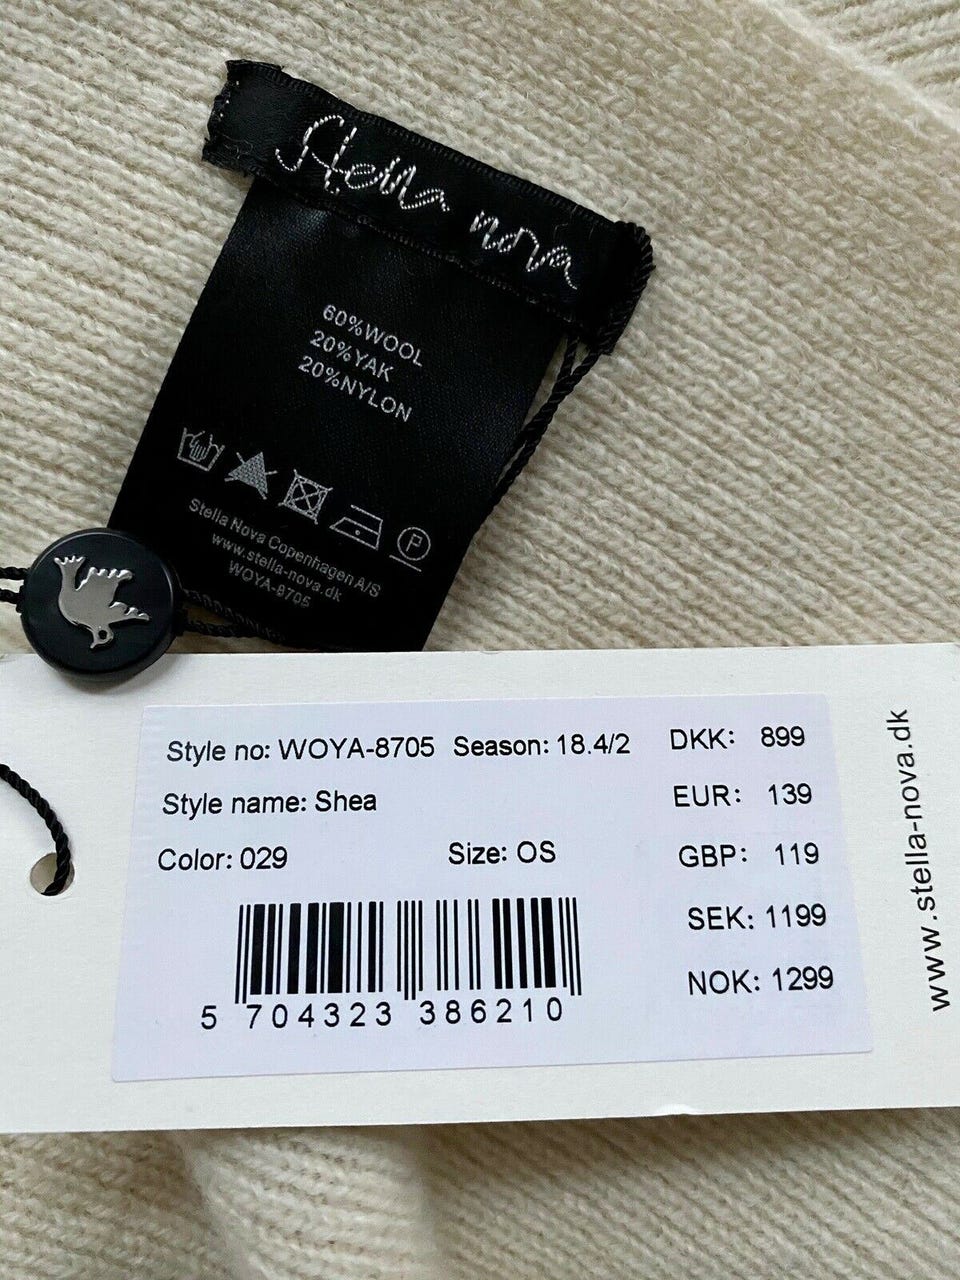 Stella nova
60%WOOL
20%YAK
20%NYLON
P
Stella Nova Copenhagen A/S
www.stella-nova.dk
WOYA-8705
Style no: WOYA-8705 Season: 18.4/2 DKK: 899
Style name: Shea EUR: 139
Color: 029 Size: OS GBP: 119
SEK: 1199
NOK: 1299
5 704323 386210
www.stella-nova.dk